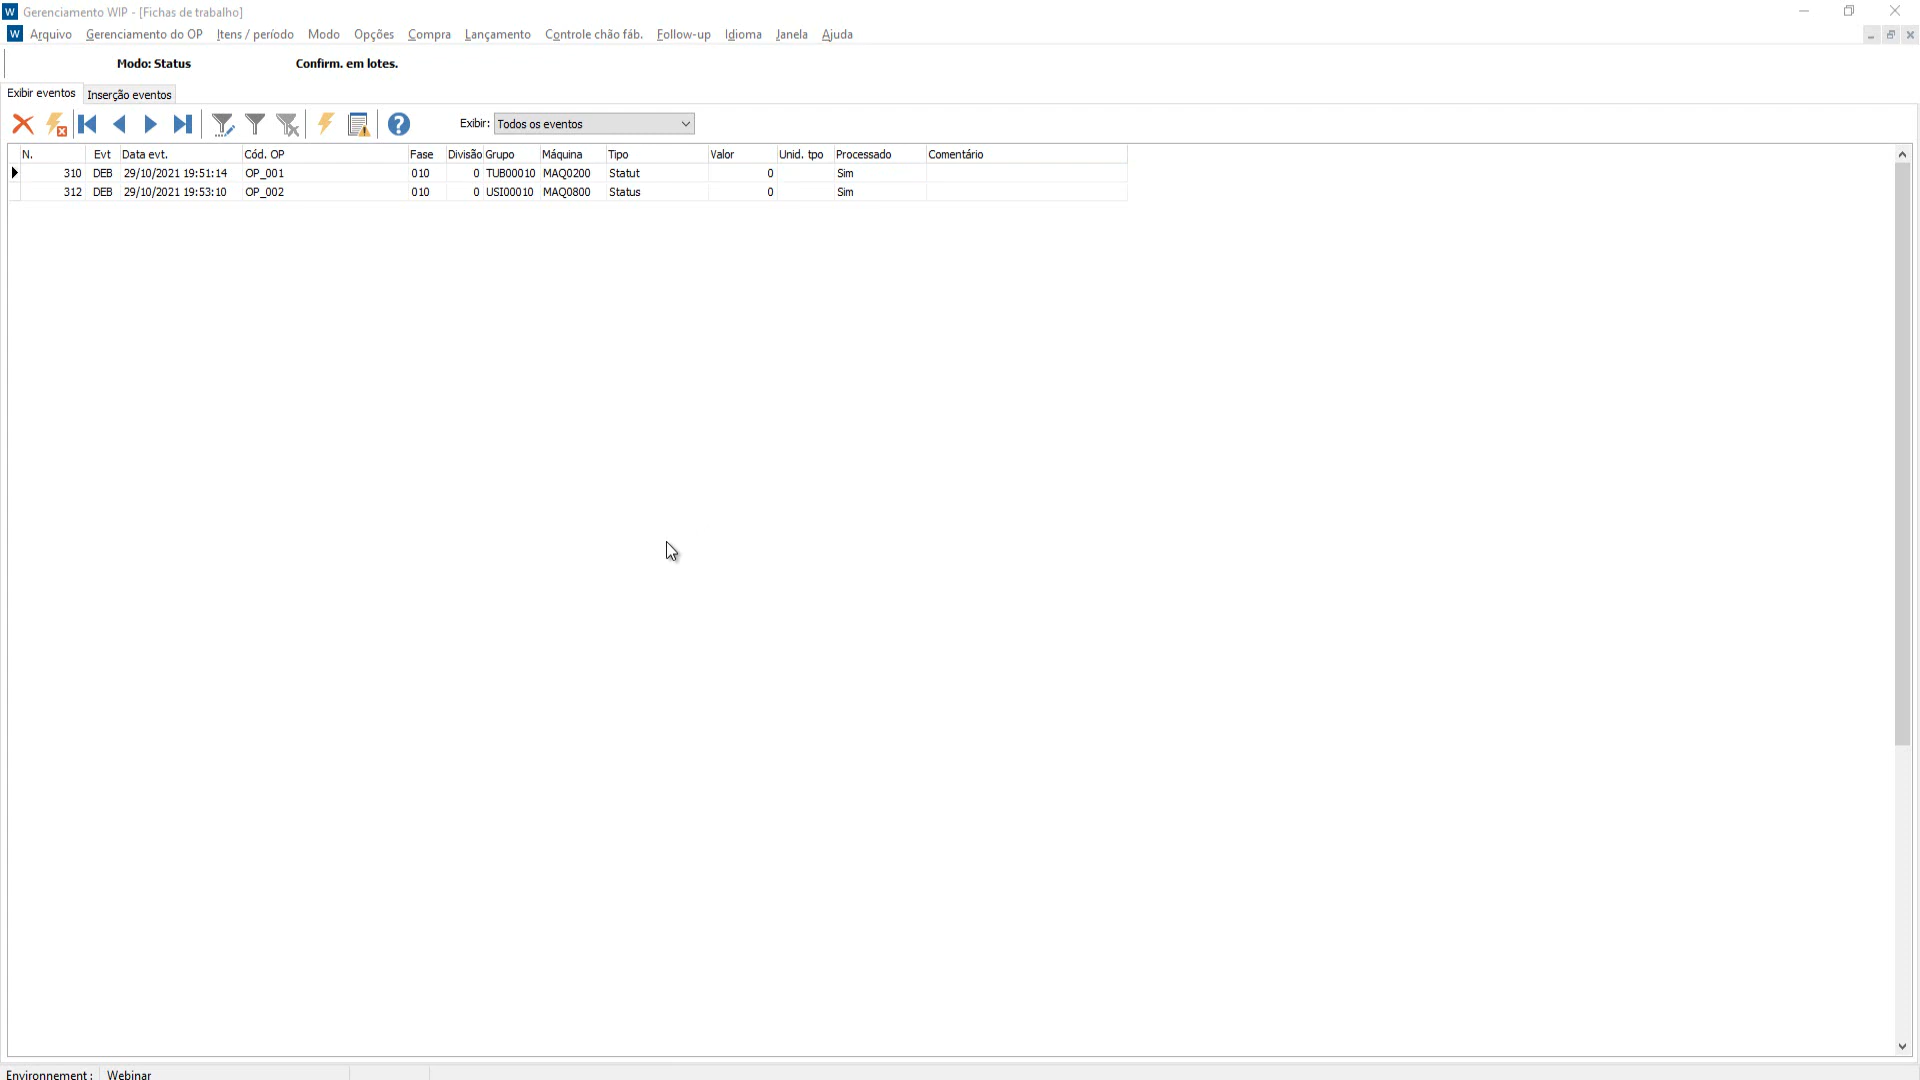 Gerenciamento WIP - [Fichas de trabalho]
Arquivo Gerenciamento do OP Itens / período Modo Opções Compra Lançamento Controle chão fáb. Follow-up Idioma Janela Ajuda
Modo: Status Confirm. em lotes.
Exibir eventos Inserção eventos
Exibir: Todos os eventos
N. Evt Data evt. Cód. OP Fase Divisão Grupo Máquina Tipo Valor Unid. tpo Processado Comentário
310 DEB 29/10/2021 19:51:14 OP_001 010 0 TUB00010 MAQ0200 Statut 0 Sim
312 DEB 29/10/2021 19:53:10 OP_002 010 0 USI00010 MAQ0800 Status 0 Sim
Environnement : Webinar